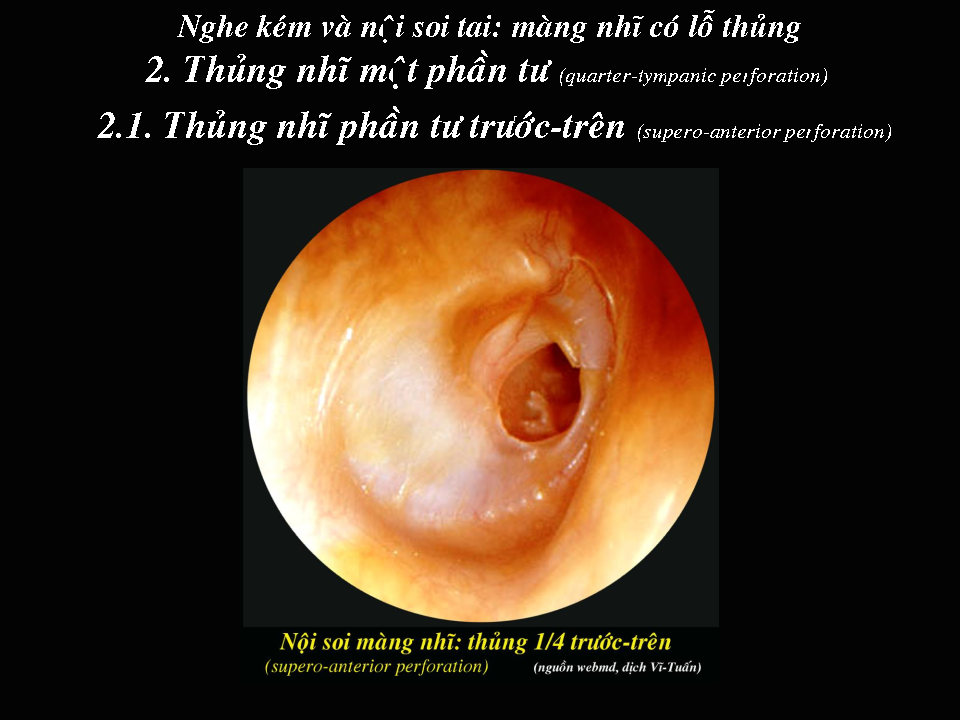 Nghe kém và nội soi tai: màng nhĩ có lỗ thủng
2. Thủng nhĩ một phần tư (quarter-tympanic perforation)
2.1. Thủng nhĩ phần tư trước-trên (supero-anterior perforation)
Nội soi màng nhĩ: thủng 1/4 trước-trên
(supero-anterior perforation) (nguồn webmd, dịch Vĩ-Tuấn)